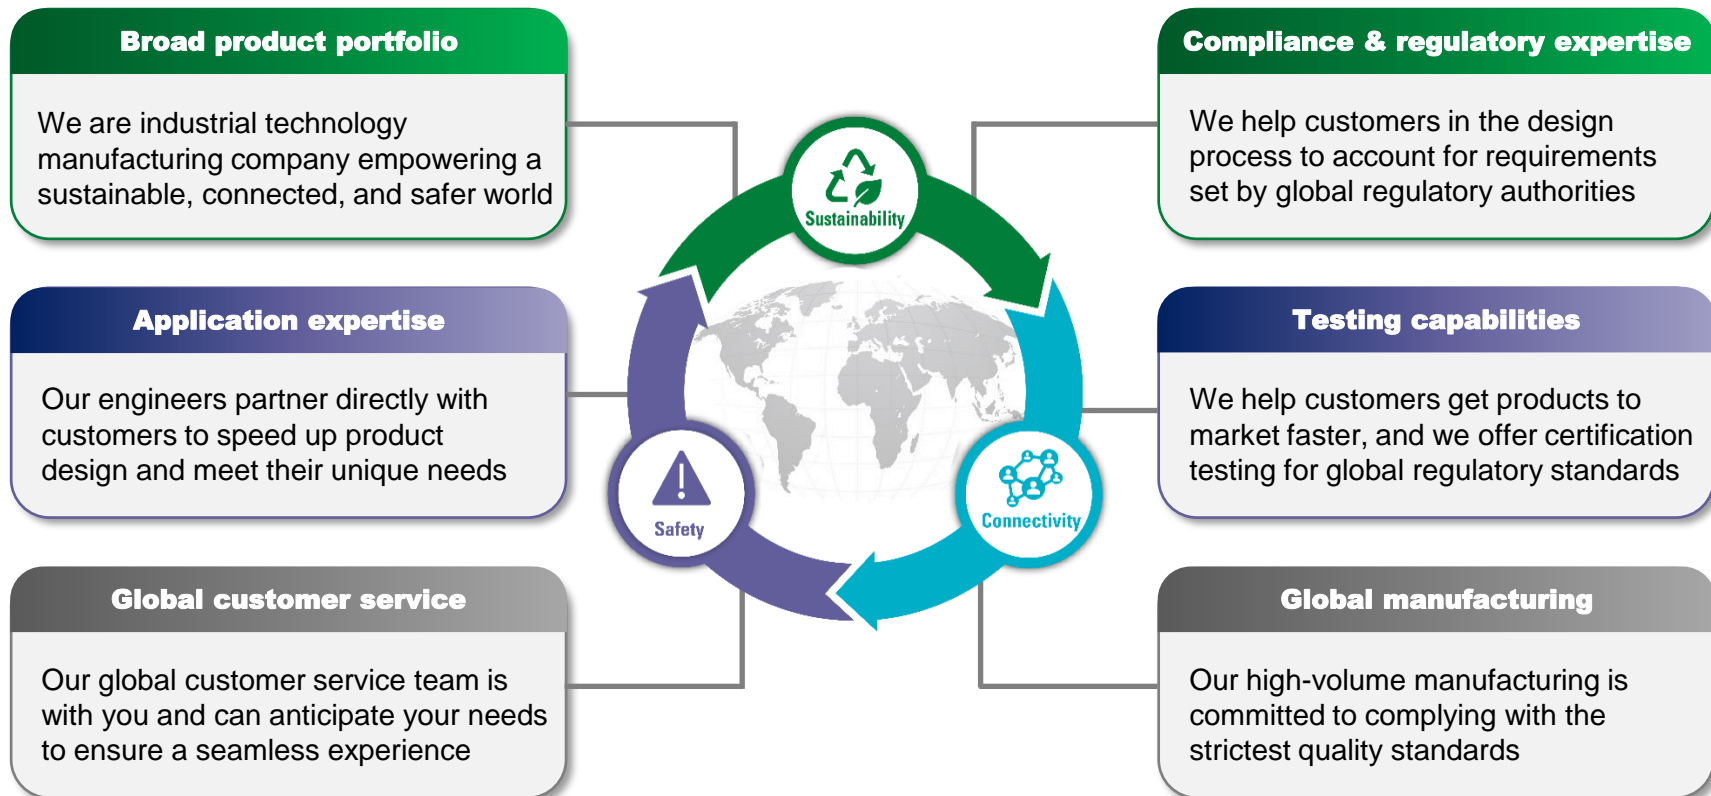 Broad product portfolio
We are industrial technology
manufacturing company empowering a
sustainable, connected, and safer world
Compliance & regulatory expertise
We help customers in the design
process to account for requirements
set by global regulatory authorities
Sustainability
Application expertise
Our engineers partner directly with
customers to speed up product
design and meet their unique needs
Testing capabilities
We help customers get products to
market faster, and we offer certification
testing for global regulatory standards
Safety
Connectivity
Global customer service
Our global customer service team is
with you and can anticipate your needs
to ensure a seamless experience
Global manufacturing
Our high-volume manufacturing is
committed to complying with the
strictest quality standards